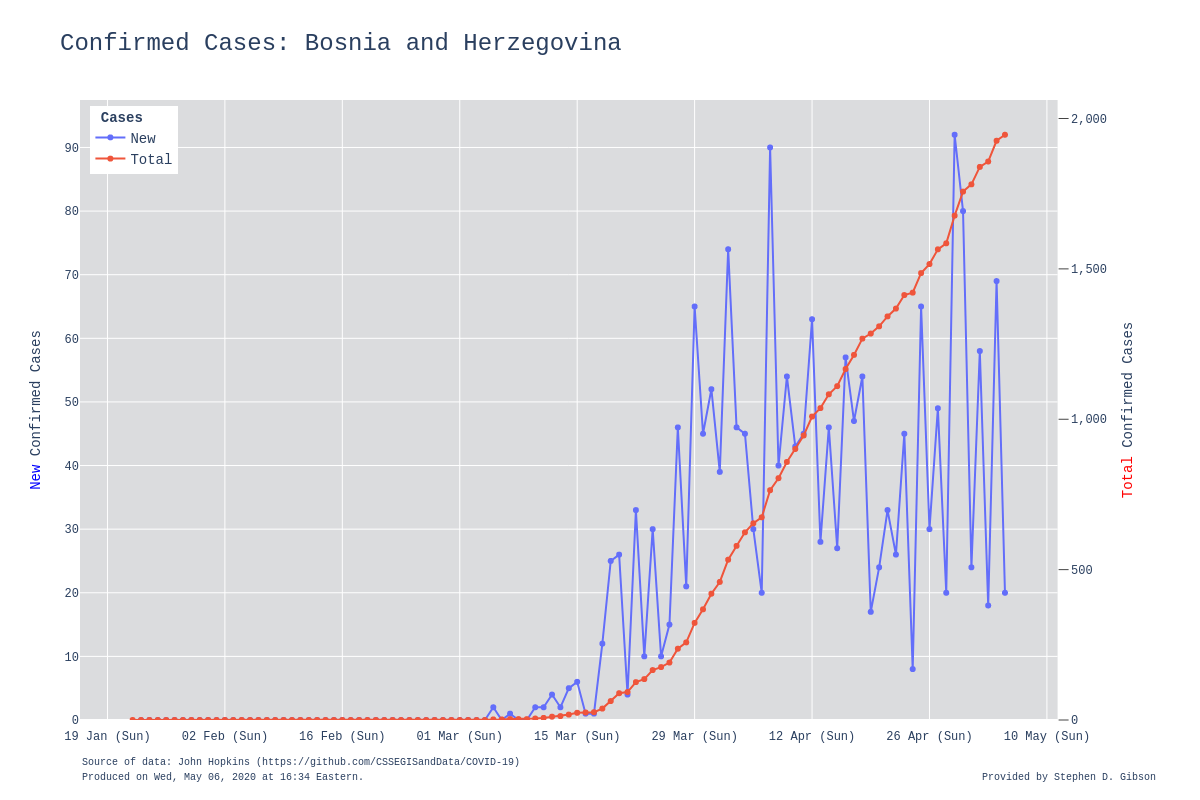 Confirmed Cases: Bosnia and Herzegovina
Cases
New
Total
90
80
70
60
50
40
30
20
10
0
New Confirmed Cases
2,000
1,500
1,000
500
0
Total Confirmed Cases
19 Jan (Sun) 02 Feb (Sun) 16 Feb (Sun) 01 Mar (Sun) 15 Mar (Sun) 29 Mar (Sun) 12 Apr (Sun) 26 Apr (Sun) 10 May (Sun)
Source of data: John Hopkins (https://github.com/CSSEGISandData/COVID-19)
Produced on Wed, May 06, 2020 at 16:34 Eastern.
Provided by Stephen D. Gibson